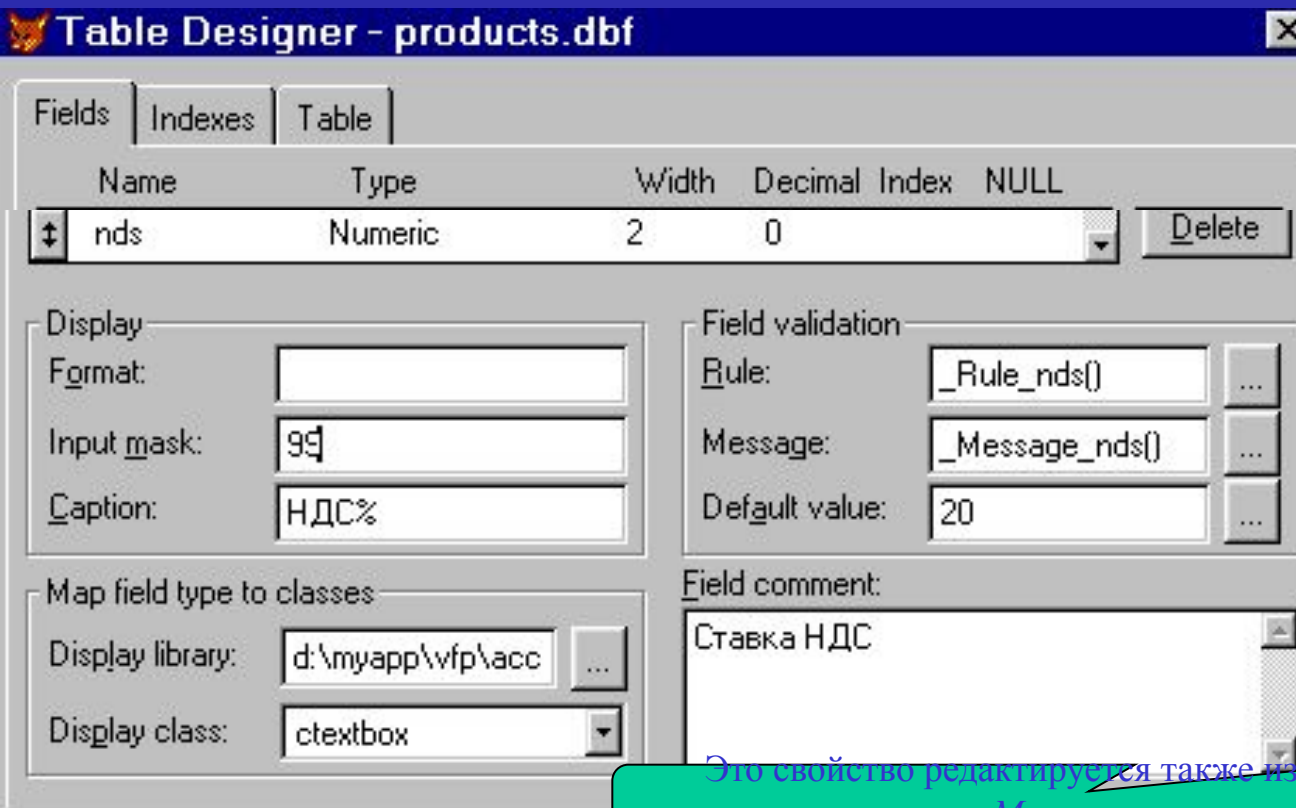 Table Designer - products.dbf
Fields Indexes Table
Name Type Width Decimal Index NULL
nds Numeric 2 0 Delete
Display
Format:
Input mask: 99
Caption: НДС%
Field validation
Rule: _Rule_nds() ...
Message: _Message_nds() ...
Default value: 20 ...
Map field type to classes
Display library: d:\myapp\vfp\acc ...
Display class: ctextbox
Field comment:
Ставка НДС
Это свойство редактируется также из